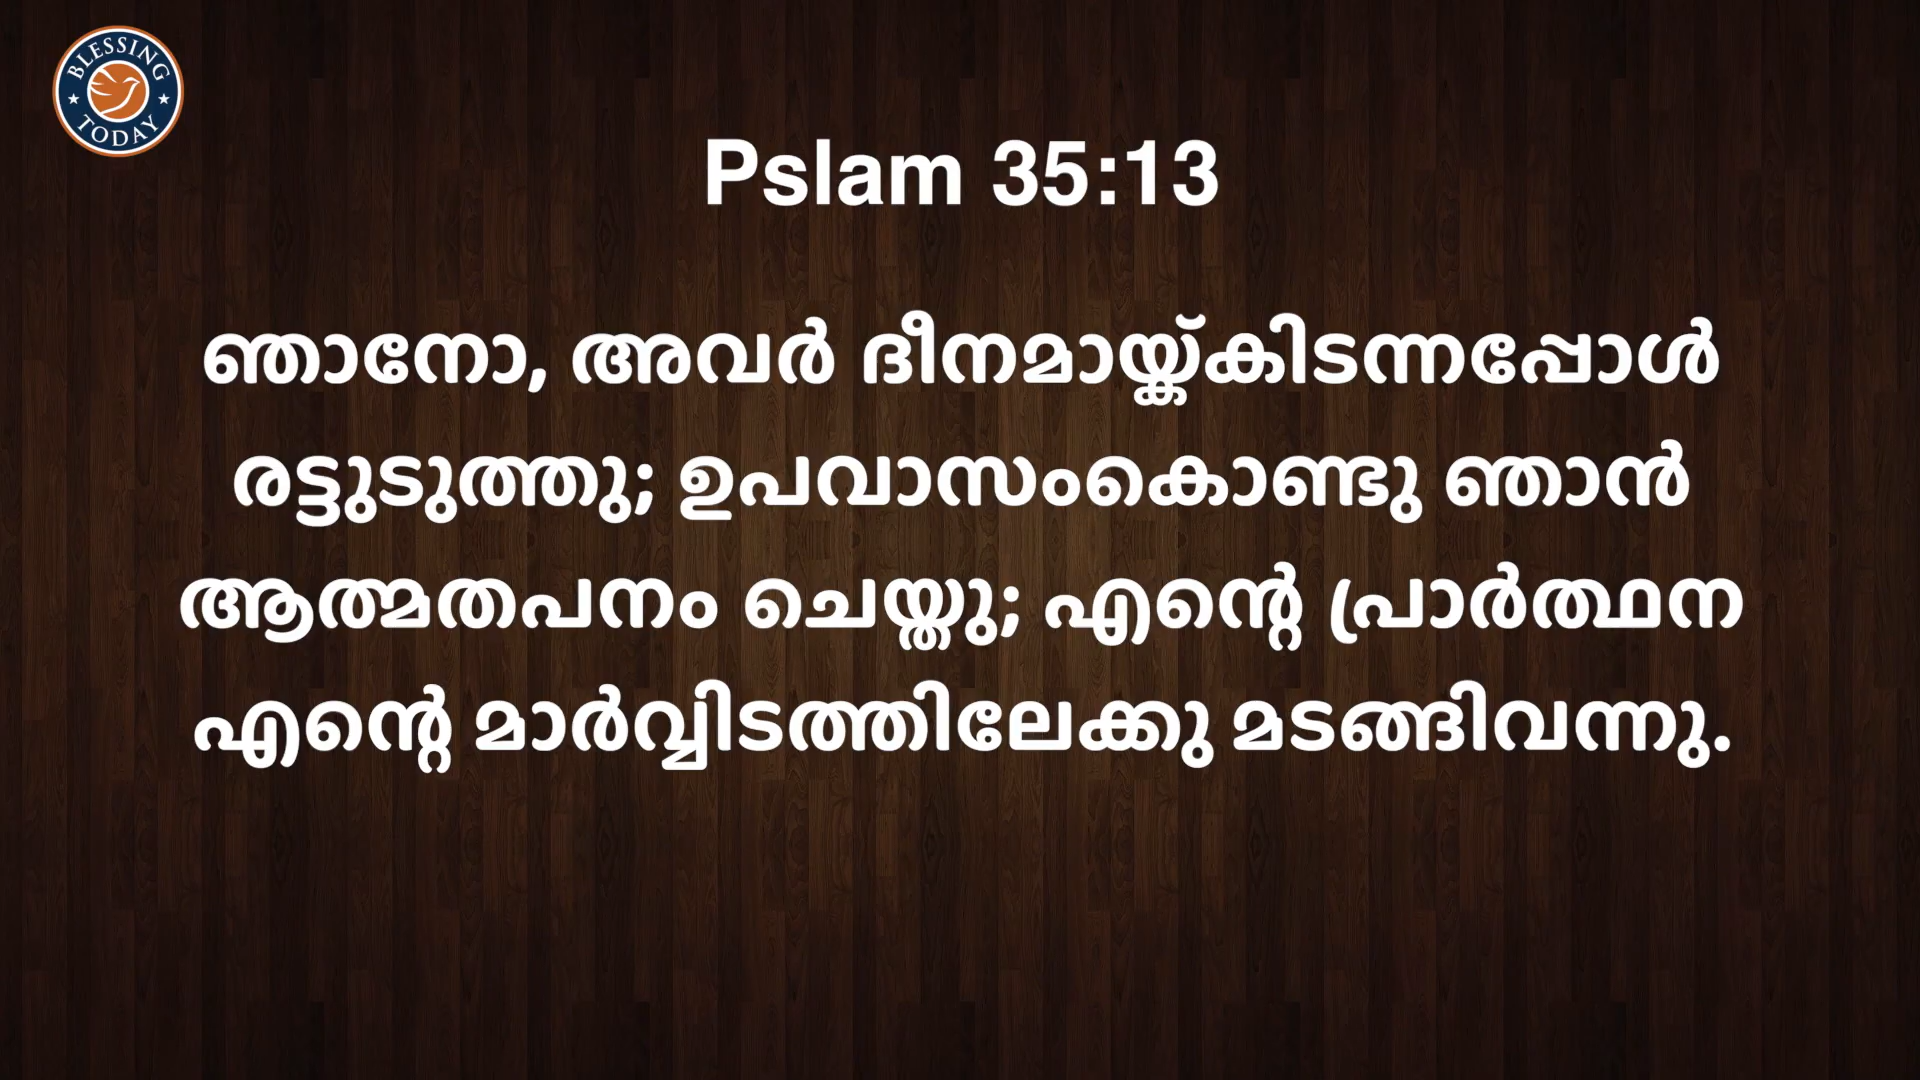 BLESSING
TODAY
Pslam 35:13
ഞാനോ, അവർ ദീനമായ്ക്കിടന്നപ്പോൾ
രട്ടുടുത്തു; ഉപവാസംകൊണ്ടു ഞാൻ
ആത്മതപനം ചെയ്തു; എന്റെ പ്രാർത്ഥന
എന്റെ മാർവ്വിടത്തിലേക്കു മടങ്ങിവന്നു.